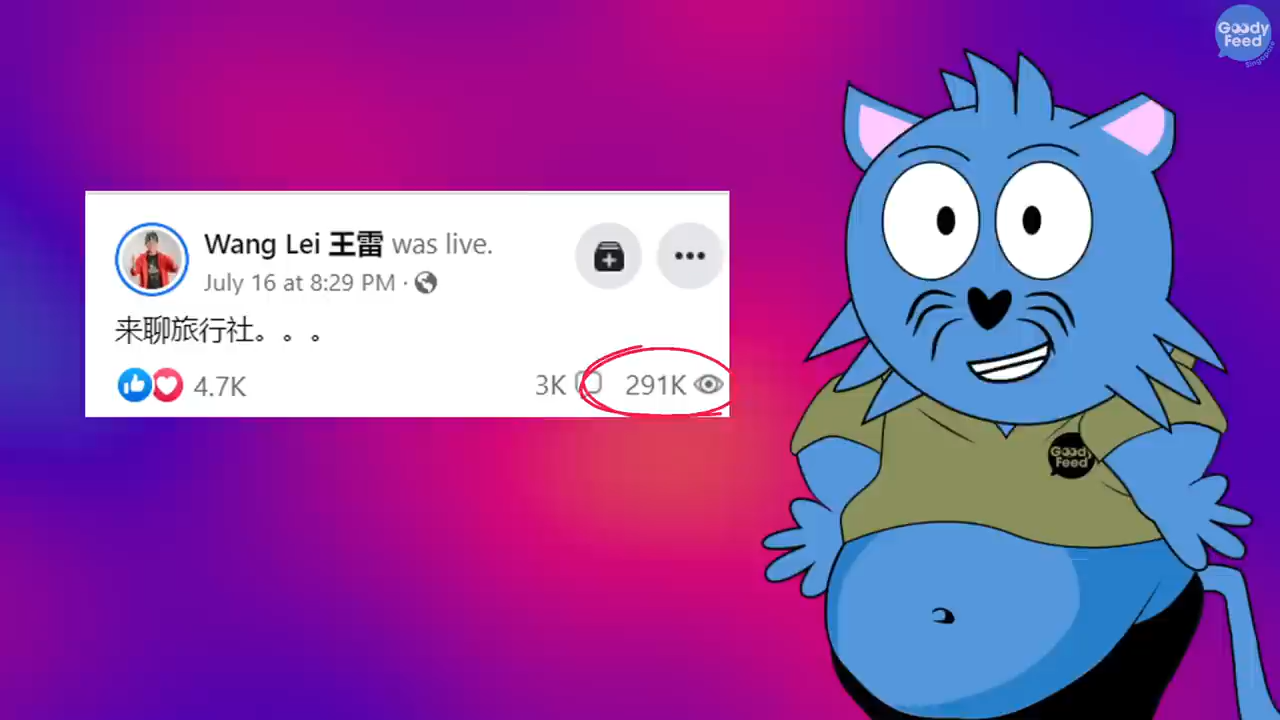 Goody
Feed
Singapore
Wang Lei 王雷 was live.
July 16 at 8:29 PM ·
来聊旅行社。。。
4.7K
3K
291K
Goody
Feed